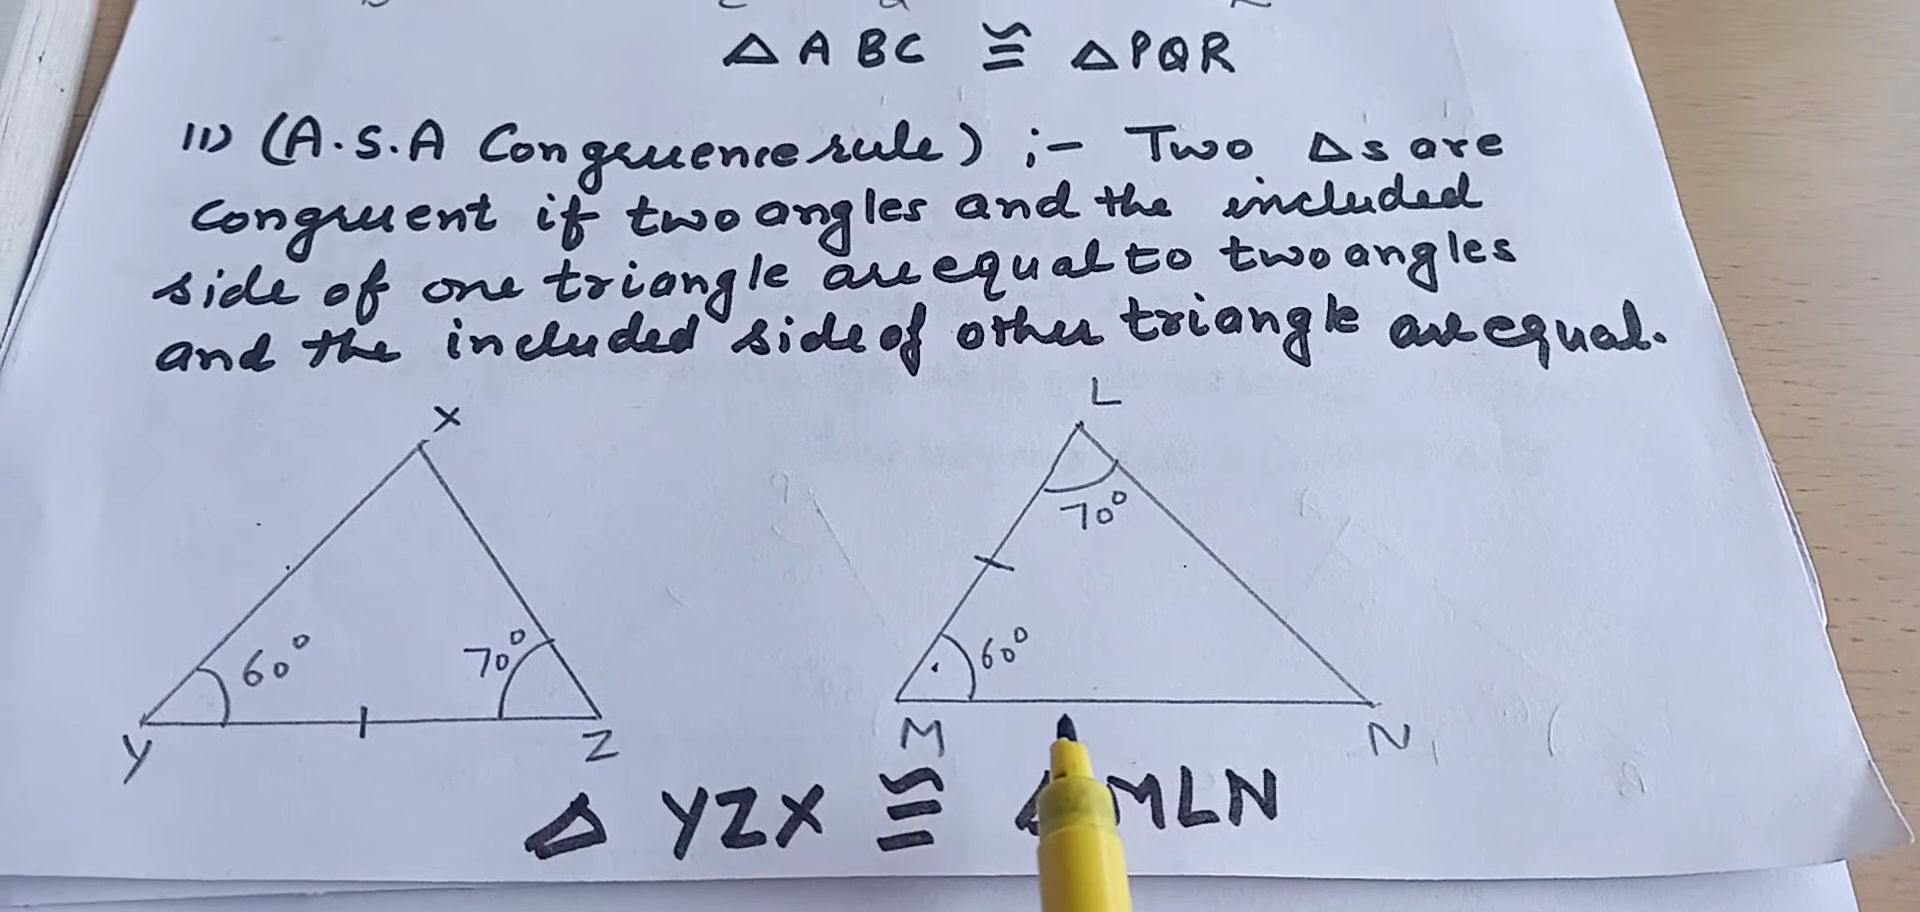 △ ABC ≅ △PQR
11) (A.S.A Congruence rule) ;- Two △s are
congruent if two angles and the included
side of one triangle are equal to two angles
and the included side of other triangle are equal.
X
L
70°
60°
70°
60°
Y
Z
M
N
△ YZX ≅ △MLN